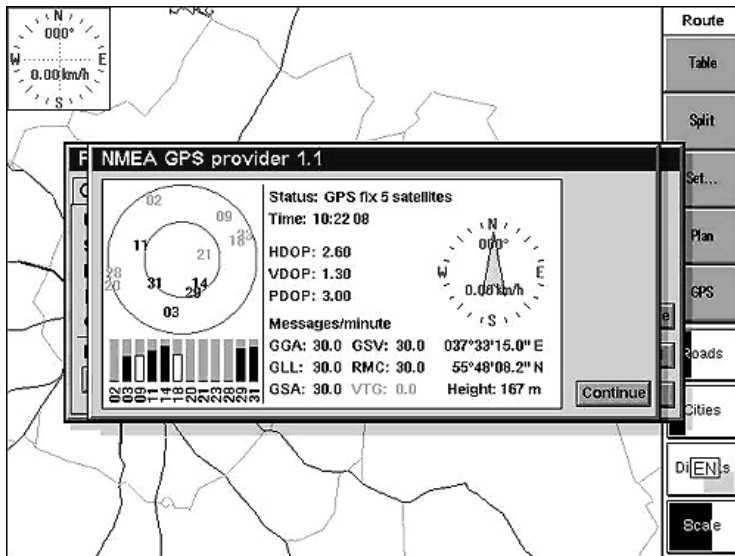 N
000°
W E
0.00 km/h
S
Route
Table
Split
Set...
Plan
GPS
Roads
Cities
EN
Scale
NMEA GPS provider 1.1
02
09
18 23
11
21
28
20
31
14
29
03
02 03 09 11 14 18 20 21 23 28 29 31
Status: GPS fix 5 satellites
Time: 10:22 08
HDOP: 2.60
VDOP: 1.30
PDOP: 3.00
Messages/minute
GGA: 30.0 GSV: 30.0
GLL: 30.0 RMC: 30.0
GSA: 30.0 VTG: 0.0
N
000°
W E
0.00 km/h
S
037°33'15.0" E
55°48'08.2" N
Height: 167 m
Continue